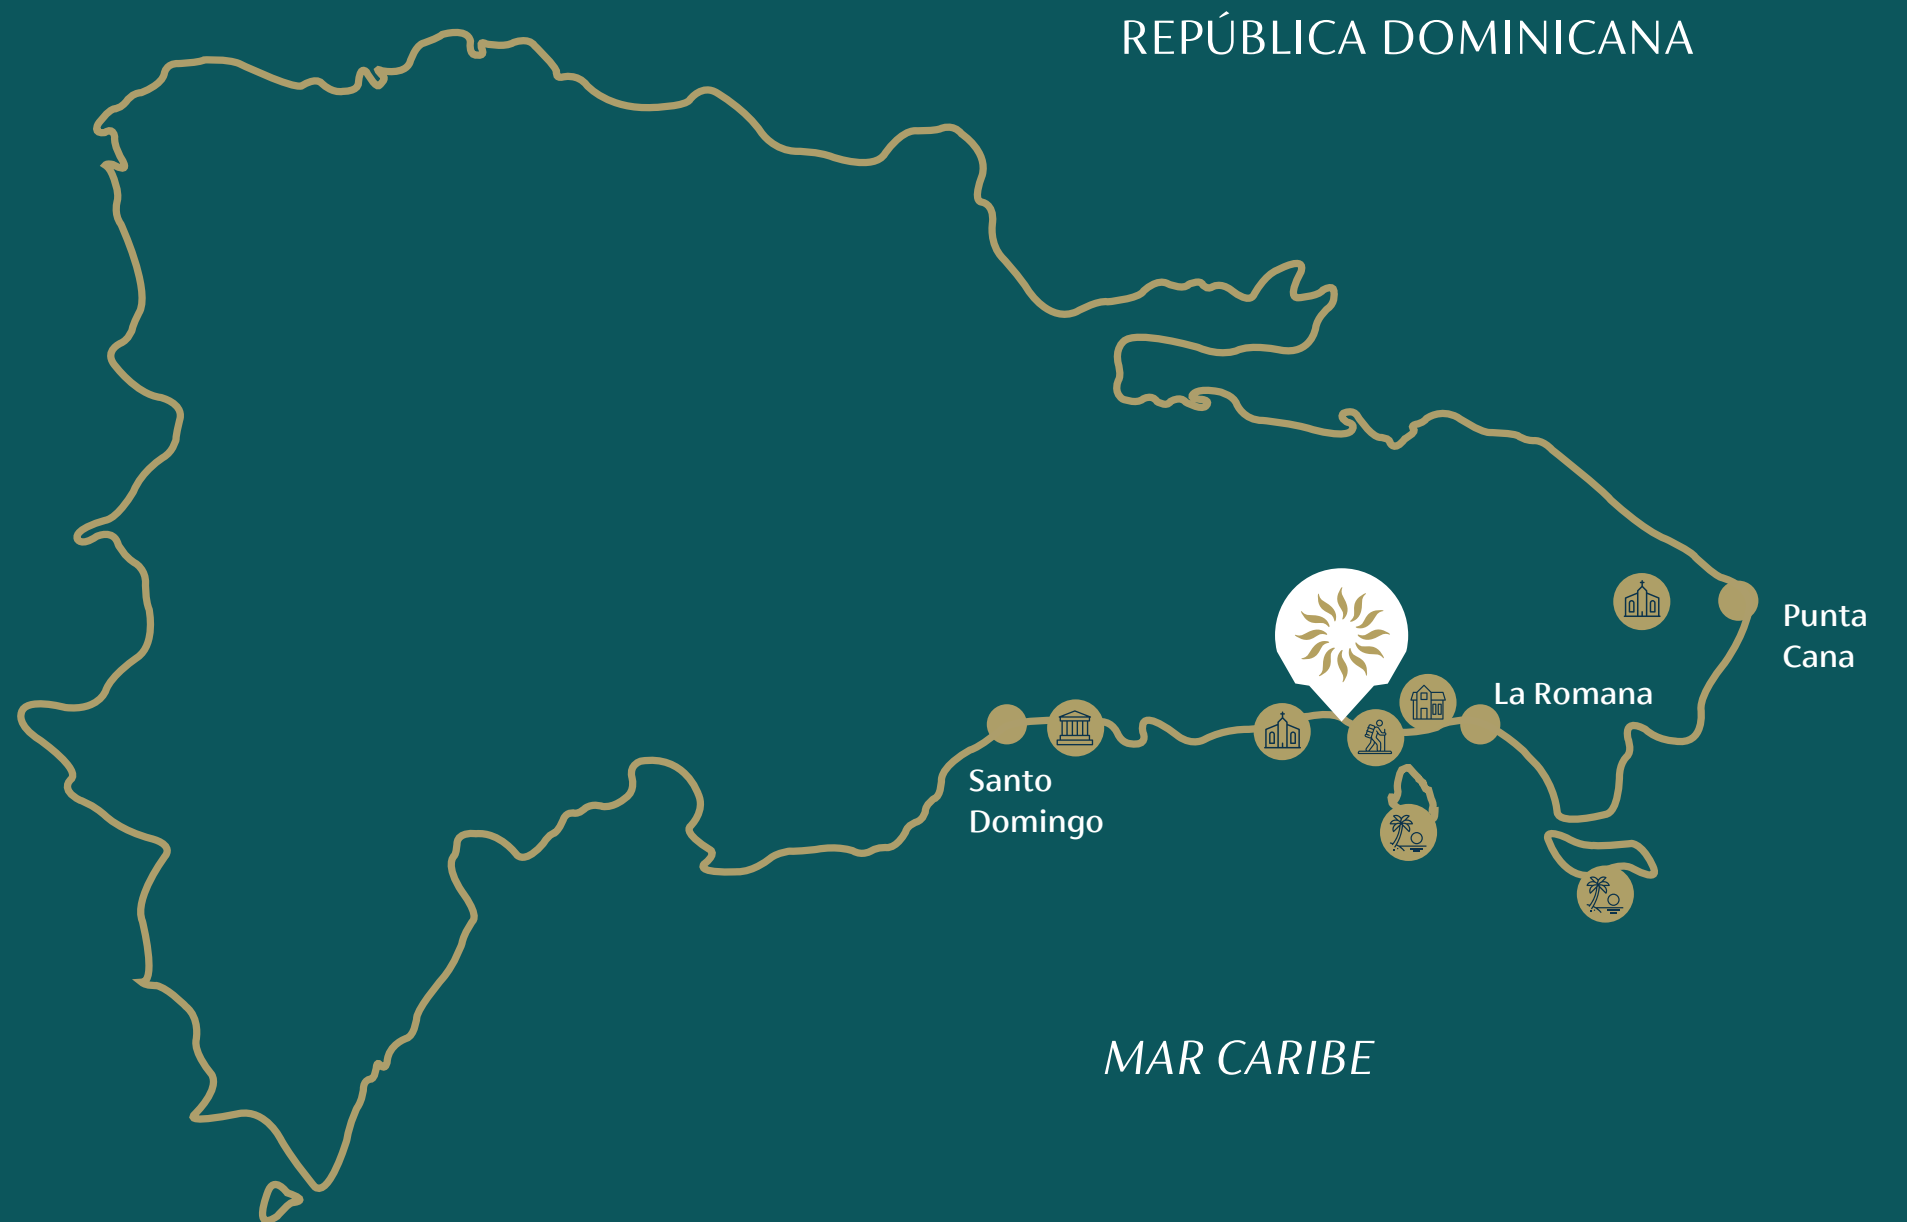 REPÚBLICA DOMINICANA
Punta
Cana
La Romana
Santo
Domingo
MAR CARIBE